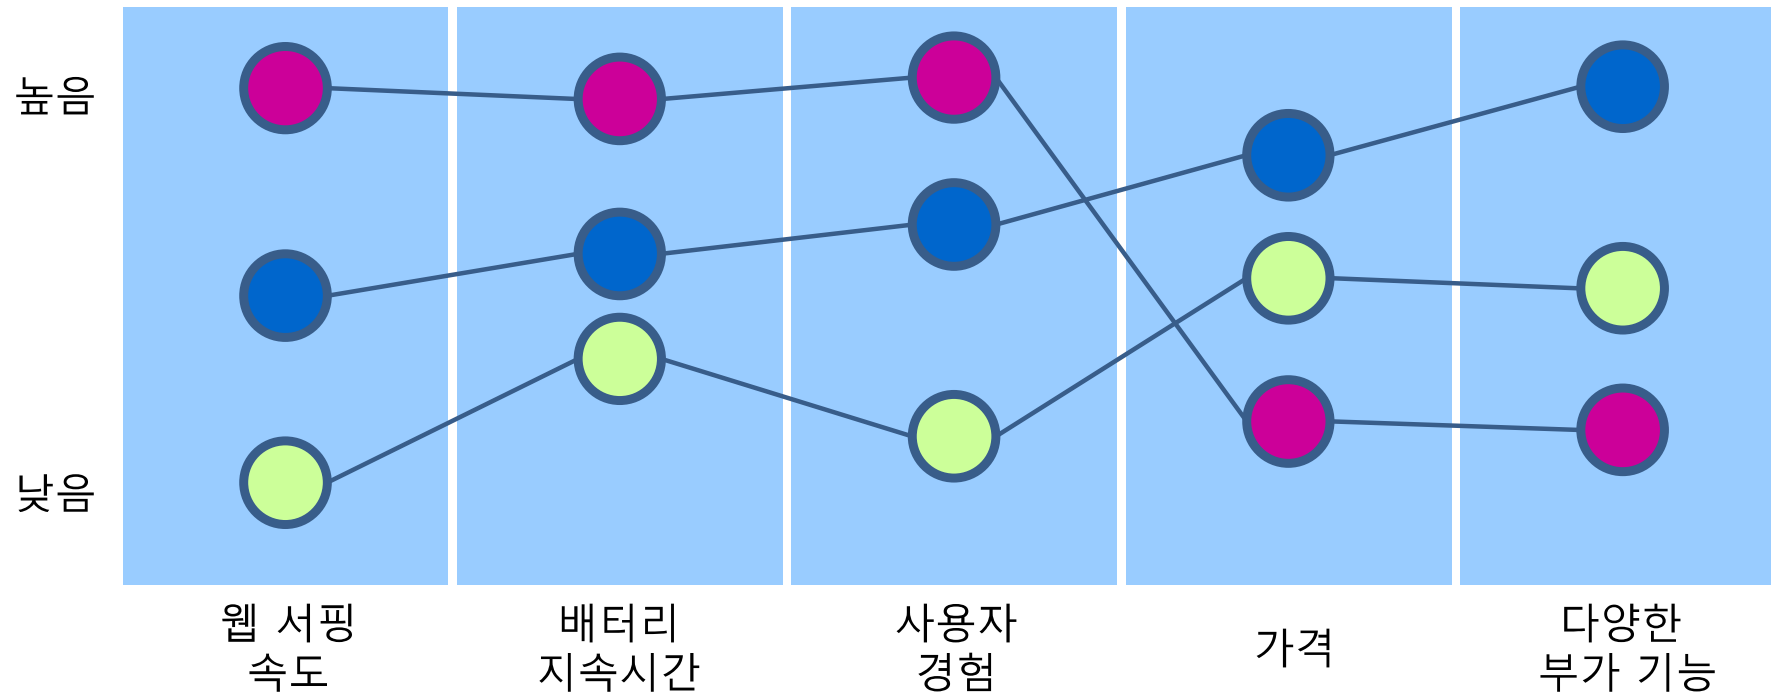 높음
낮음
웹 서핑
속도
배터리
지속시간
사용자
경험
가격
다양한
부가 기능